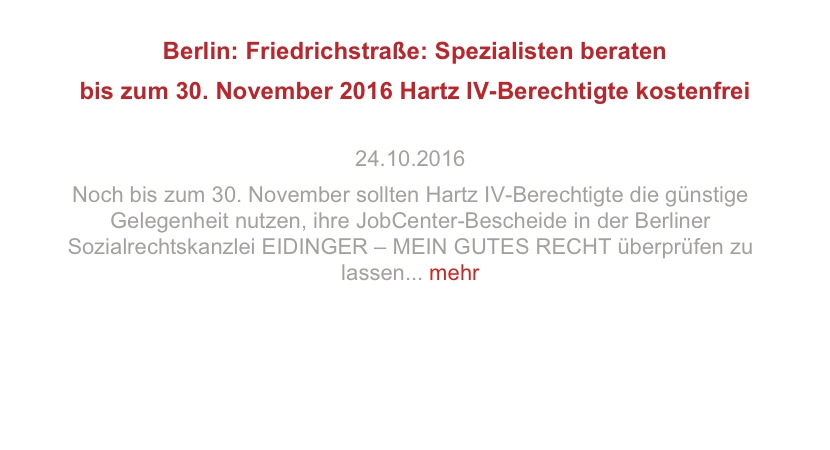 Berlin: Friedrichstraße: Spezialisten beraten
bis zum 30. November 2016 Hartz IV-Berechtigte kostenfrei
24.10.2016
Noch bis zum 30. November sollten Hartz IV-Berechtigte die günstige
Gelegenheit nutzen, ihre JobCenter-Bescheide in der Berliner
Sozialrechtskanzlei EIDINGER – MEIN GUTES RECHT überprüfen zu
lassen... mehr